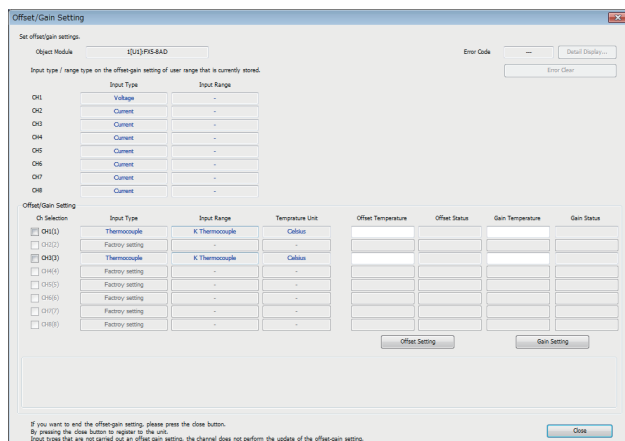 Offset/Gain Setting
Set offset/gain settings.
Object Module 1[U1]:FX5-8AD Error Code --- Detail Display...
Input type / range type on the offset-gain setting of user range that is currently stored. Error Clear
Input Type Input Range
CH1 Voltage -
CH2 Current -
CH3 Current -
CH4 Current -
CH5 Current -
CH6 Current -
CH7 Current -
CH8 Current -
Offset/Gain Setting
Ch Selection Input Type Input Range Temprature Unit Offset Temperature Offset Status Gain Temperature Gain Status
CH1(1) Thermocouple K Thermocouple Celsius
CH2(2) Factroy setting - -
CH3(3) Thermocouple K Thermocouple Celsius
CH4(4) Factroy setting - -
CH5(5) Factroy setting - -
CH6(6) Factroy setting - -
CH7(7) Factroy setting - -
CH8(8) Factroy setting - -
Offset Setting Gain Setting
If you want to end the offset-gain setting, please press the close button.
By pressing the close button to register to the unit. Close
Input types that are not carried out an offset gain setting, the channel does not perform the update of the offset-gain setting.